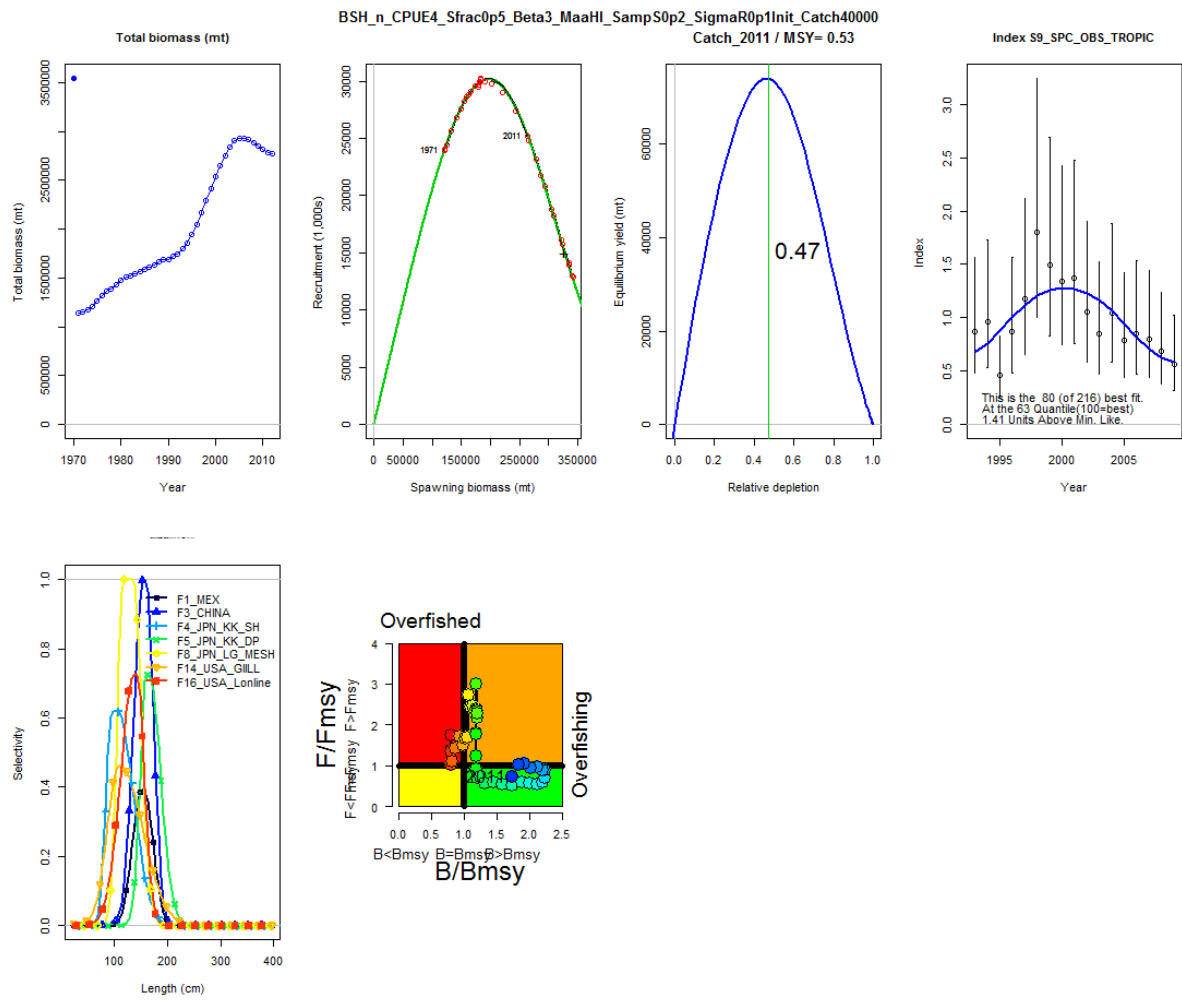 BSH_n_CPUE4_Sfrac0p5_Beta3_MaaHI_SampS0p2_SigmaR0p1Init_Catch40000
Total biomass (mt)
Catch_2011 / MSY= 0.53
Index S9_SPC_OBS_TROPIC
Total biomass (mt)
0
500000
1500000
2500000
3500000
1970
1980
1990
2000
2010
Year
Recruitment (1,000s)
0
5000
10000
15000
20000
25000
30000
1971
2011
0
50000
150000
250000
350000
Spawning biomass (mt)
Equilibrium yield (mt)
0
20000
40000
60000
0.47
0.0
0.2
0.4
0.6
0.8
1.0
Relative depletion
Index
0.0
0.5
1.0
1.5
2.0
2.5
3.0
This is the 80 (of 216) best fit.
At the 63 Quantile(100=best)
1.41 Units Above Min. Like.
1995
2000
2005
Year
Selectivity
0.0
0.2
0.4
0.6
0.8
1.0
F1_MEX
F3_CHINA
F4_JPN_KK_SH
F5_JPN_KK_DP
F8_JPN_LG_MESH
F14_USA_GIILL
F16_USA_Lonline
100
200
300
400
Length (cm)
Overfished
Overfishing
F/Fmsy
F>Fmsy
0
1
2
3
4
2011
0.0
0.5
1.0
1.5
2.0
2.5
B<Bmsy
B=Bmsy
B>Bmsy
B/Bmsy